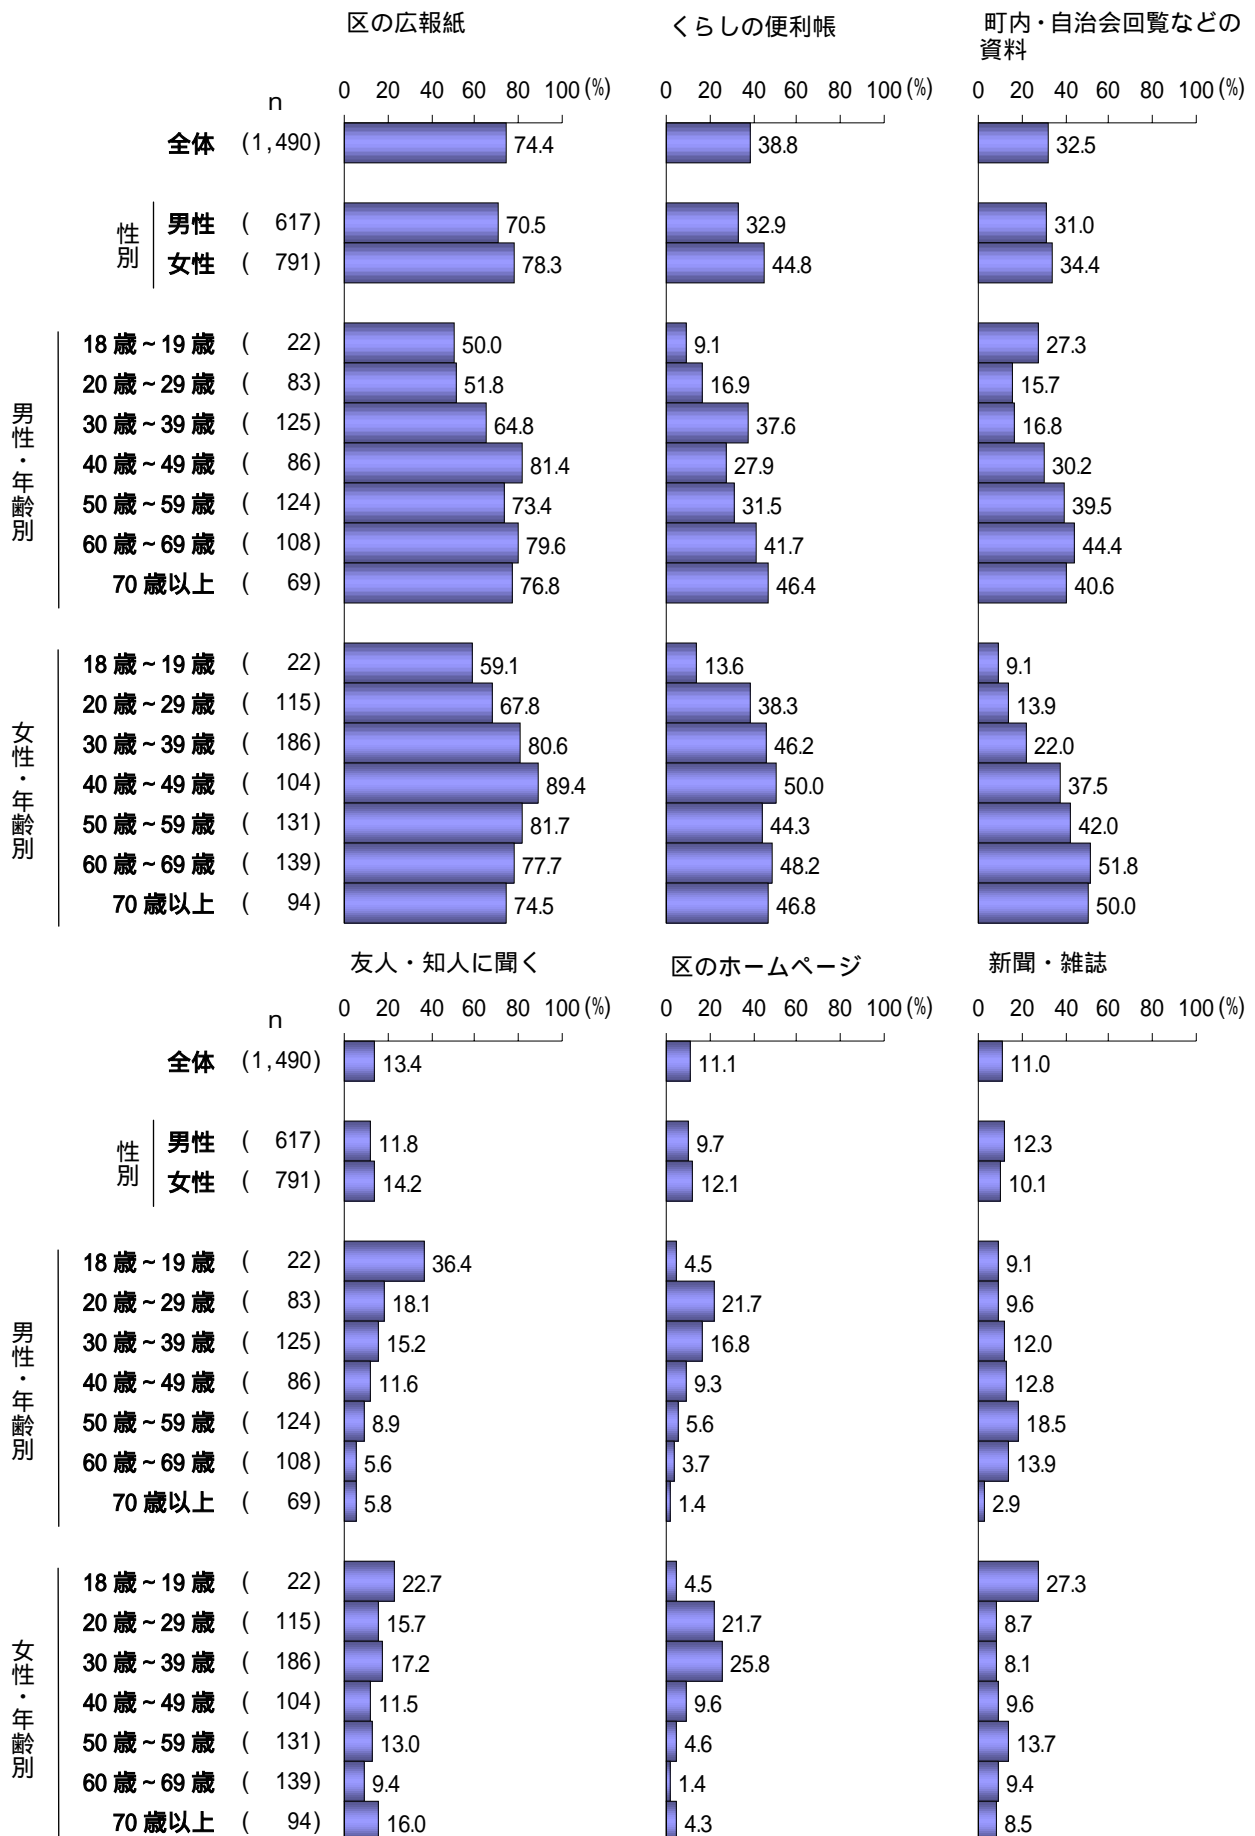 区の広報紙 くらしの便利帳 町内・自治会回覧などの
資料
n 0 20 40 60 80 100(%) 0 20 40 60 80 100(%) 0 20 40 60 80 100(%)
全体 (1,490) 74.4 38.8 32.5
性別
男性 ( 617) 70.5 32.9 31.0
女性 ( 791) 78.3 44.8 34.4
男性・年齢別
18歳~19歳 ( 22) 50.0 9.1 27.3
20歳~29歳 ( 83) 51.8 16.9 15.7
30歳~39歳 ( 125) 64.8 37.6 16.8
40歳~49歳 ( 86) 81.4 27.9 30.2
50歳~59歳 ( 124) 73.4 31.5 39.5
60歳~69歳 ( 108) 79.6 41.7 44.4
70歳以上 ( 69) 76.8 46.4 40.6
女性・年齢別
18歳~19歳 ( 22) 59.1 13.6 9.1
20歳~29歳 ( 115) 67.8 38.3 13.9
30歳~39歳 ( 186) 80.6 46.2 22.0
40歳~49歳 ( 104) 89.4 50.0 37.5
50歳~59歳 ( 131) 81.7 44.3 42.0
60歳~69歳 ( 139) 77.7 48.2 51.8
70歳以上 ( 94) 74.5 46.8 50.0
友人・知人に聞く 区のホームページ 新聞・雑誌
n 0 20 40 60 80 100(%) 0 20 40 60 80 100(%) 0 20 40 60 80 100(%)
全体 (1,490) 13.4 11.1 11.0
性別
男性 ( 617) 11.8 9.7 12.3
女性 ( 791) 14.2 12.1 10.1
男性・年齢別
18歳~19歳 ( 22) 36.4 4.5 9.1
20歳~29歳 ( 83) 18.1 21.7 9.6
30歳~39歳 ( 125) 15.2 16.8 12.0
40歳~49歳 ( 86) 11.6 9.3 12.8
50歳~59歳 ( 124) 8.9 5.6 18.5
60歳~69歳 ( 108) 5.6 3.7 13.9
70歳以上 ( 69) 5.8 1.4 2.9
女性・年齢別
18歳~19歳 ( 22) 22.7 4.5 27.3
20歳~29歳 ( 115) 15.7 21.7 8.7
30歳~39歳 ( 186) 17.2 25.8 8.1
40歳~49歳 ( 104) 11.5 9.6 9.6
50歳~59歳 ( 131) 13.0 4.6 13.7
60歳~69歳 ( 139) 9.4 1.4 9.4
70歳以上 ( 94) 16.0 4.3 8.5